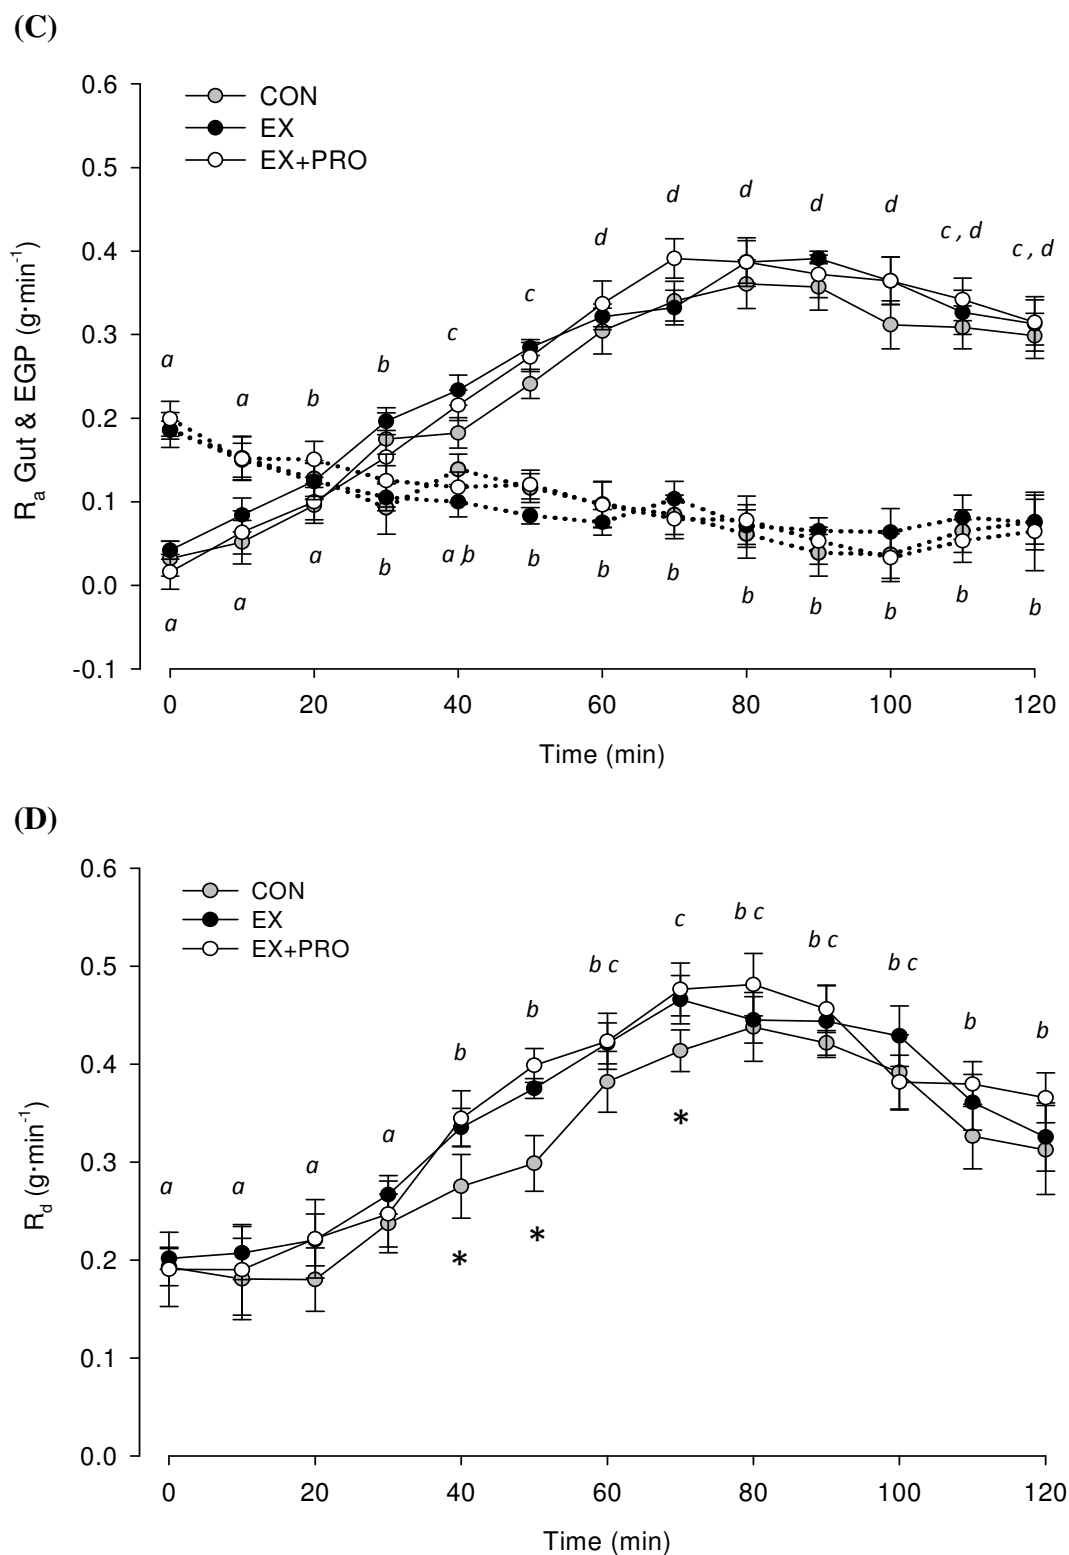 (C)
0.6
CON
EX
0.5
EX+PRO
d
d
d
d
c , d
c , d
d
0.4
c
c
0.3
b
a
a
b
0.2
0.1
a
b
a ,b
b
b
b
b
b
b
b
b
0.0
a
a
-0.1
Ra Gut & EGP (g·min-1)
0 20 40 60 80 100 120
Time (min)
(D)
0.6
CON
EX
EX+PRO
c
b c
b c
b c
b c
0.5
b
b
b
b
0.4
a
*
0.3
a
a
a
*
*
0.2
0.1
0.0
Rd (g·min-1)
0 20 40 60 80 100 120
Time (min)